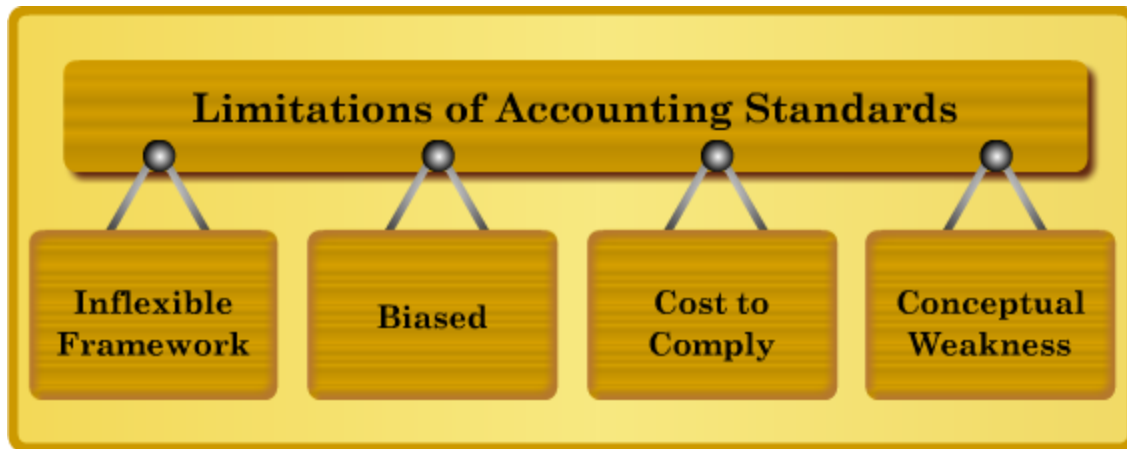 Limitations of Accounting Standards
Inflexible
Framework
Biased
Cost to
Comply
Conceptual
Weakness